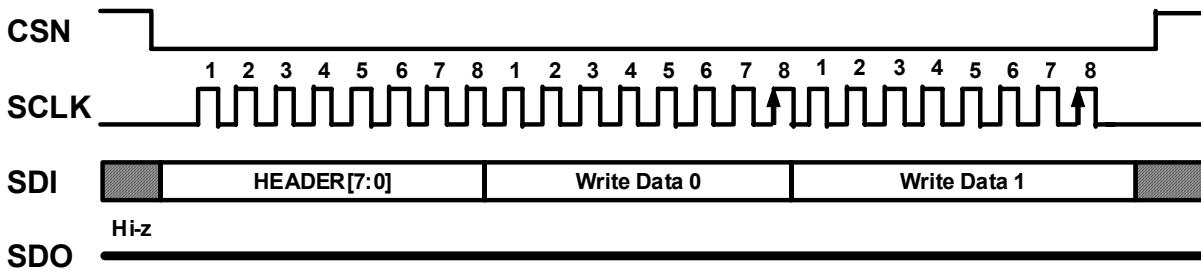 CSN
1 2 3 4 5 6 7 8 1 2 3 4 5 6 7 8 1 2 3 4 5 6 7 8
SCLK
SDI HEADER[7:0] Write Data 0 Write Data 1
Hi-z
SDO